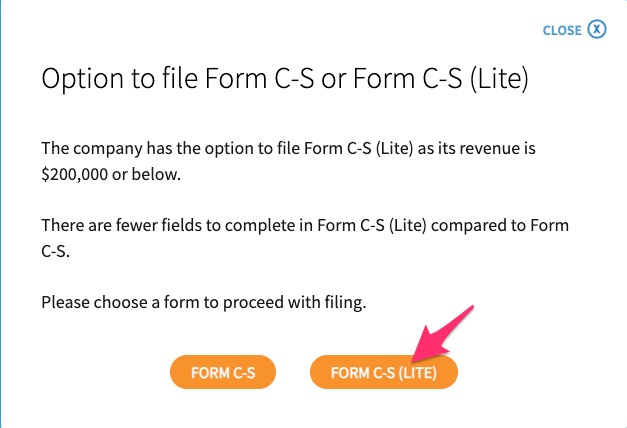 CLOSE X
Option to file Form C-S or Form C-S (Lite)
The company has the option to file Form C-S (Lite) as its revenue is
$200,000 or below.
There are fewer fields to complete in Form C-S (Lite) compared to Form
C-S.
Please choose a form to proceed with filing.
FORM C-S
FORM C-S (LITE)